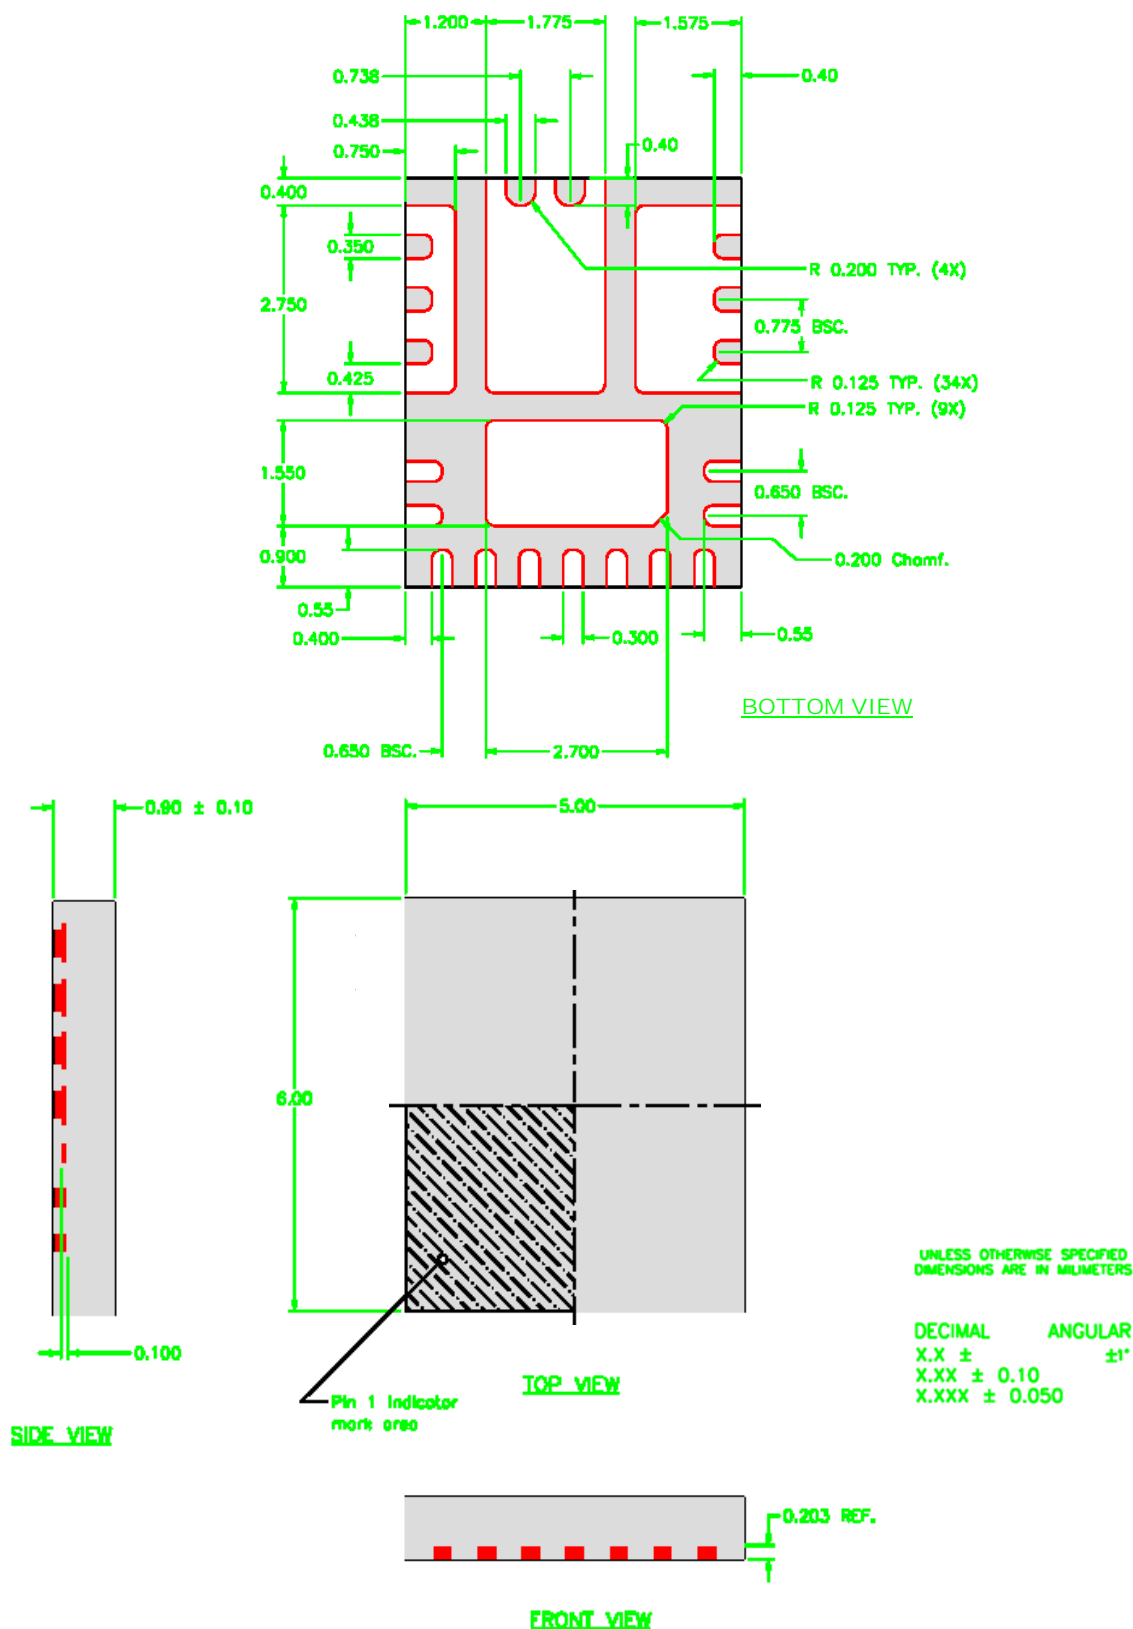 1.200 1.775 1.575
0.738 0.40
0.438
0.750 0.40
0.400
0.350
R 0.200 TYP. (4X)
2.750
0.775 BSC.
0.425
R 0.125 TYP. (34X)
R 0.125 TYP. (9X)
1.550
0.650 BSC.
0.900
0.200 Chamf.
0.55
0.400 0.300 0.55
BOTTOM VIEW
0.650 BSC. 2.700
0.90 ± 0.10 5.00
6.00
UNLESS OTHERWISE SPECIFIED
DIMENSIONS ARE IN MILIMETERS
DECIMAL ANGULAR
X.X ± ±1°
X.XX ± 0.10
X.XXX ± 0.050
0.100
TOP VIEW
Pin 1 Indicator
mark area
SIDE VIEW
0.203 REF.
FRONT VIEW